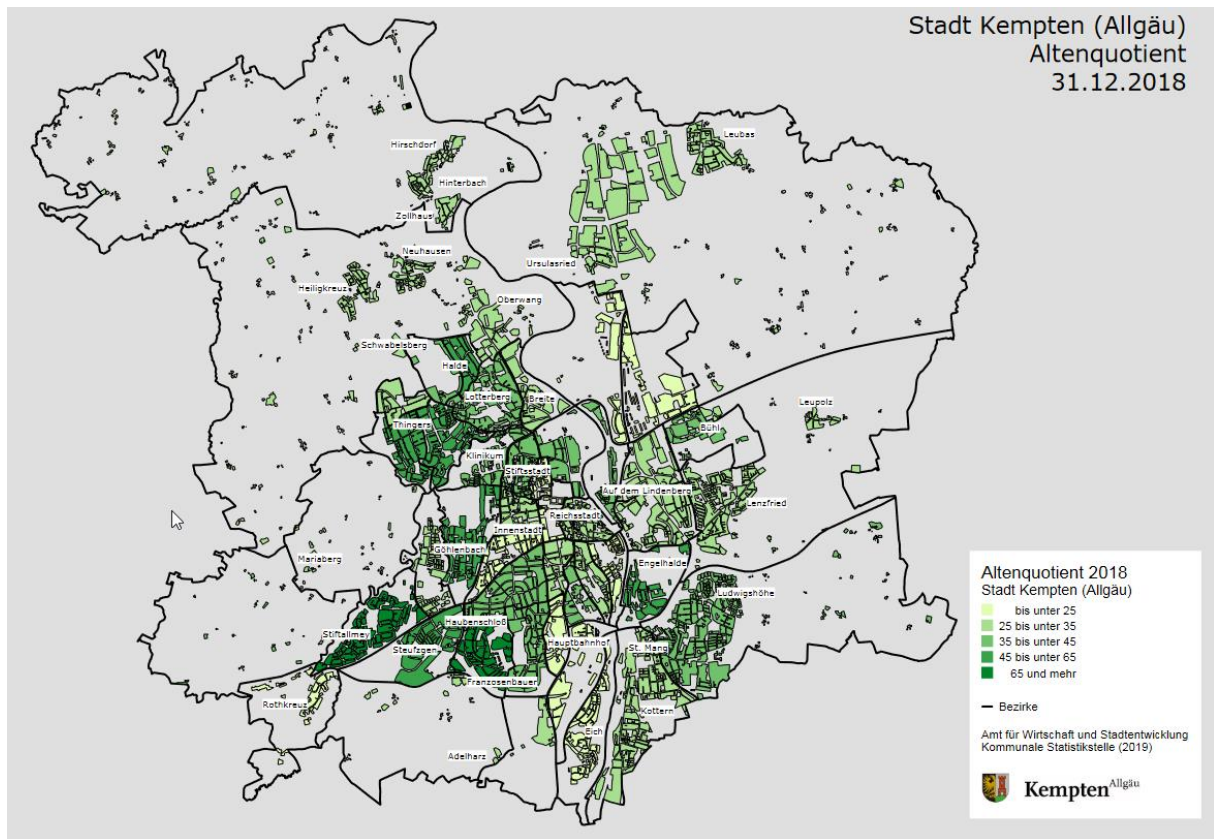 Stadt Kempten (Allgäu)
Altenquotient
31.12.2018
Leubas
Hirschdorf
Hinterbach
Zollhaus
Neuhausen
Ursulasried
Heiligkreuz
Oberwang
Schwabelsberg
Halde
Lotterberg
Breite
Leupolz
Thingers
Bühl
Klinikum
Stiftsstadt
Auf dem Lindenberg
Lenzfried
Reichsstadt
Innenstadt
Göhlenbach
Mariaberg
Engelhalde
Ludwigshöhe
Haubenschloß
Stiftallmey
Hauptbahnhof
St. Mang
Steufzgen
Franzosenbauer
Rothkreuz
Kottern
Eich
Adelharz
Altenquotient 2018
Stadt Kempten (Allgäu)
bis unter 25
25 bis unter 35
35 bis unter 45
45 bis unter 65
65 und mehr
Bezirke
Amt für Wirtschaft und Stadtentwicklung
Kommunale Statistikstelle (2019)
Kempten Allgäu